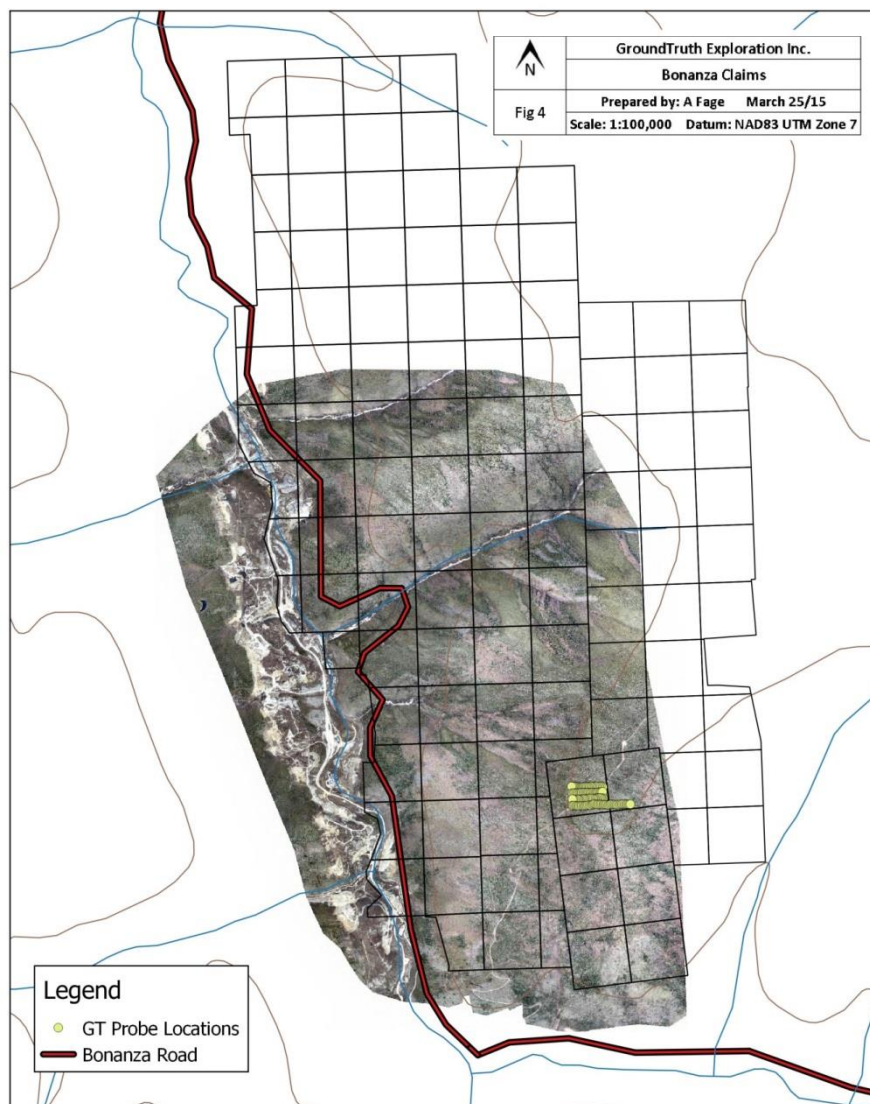 GroundTruth Exploration Inc.
Bonanza Claims
N
Fig 4
Prepared by: A Fage March 25/15
Scale: 1:100,000 Datum: NAD83 UTM Zone 7
Legend
GT Probe Locations
Bonanza Road